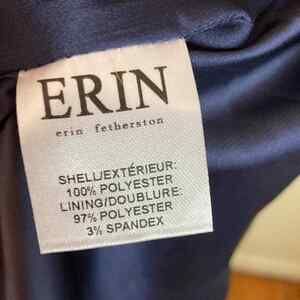 ERIN
erin fetherston
SHELL/EXTÉRIEUR:
100% POLYESTER
LINING/DOUBLURE:
97% POLYESTER
3% SPANDEX